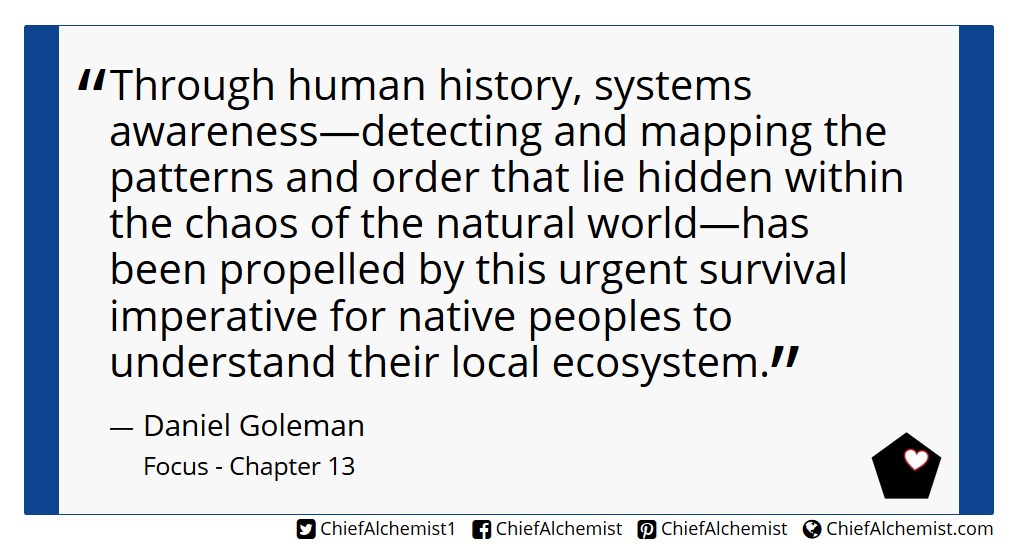 “Through human history, systems
awareness—detecting and mapping the
patterns and order that lie hidden within
the chaos of the natural world—has
been propelled by this urgent survival
imperative for native peoples to
understand their local ecosystem.”
— Daniel Goleman
Focus - Chapter 13
ChiefAlchemist1 ChiefAlchemist ChiefAlchemist ChiefAlchemist.com